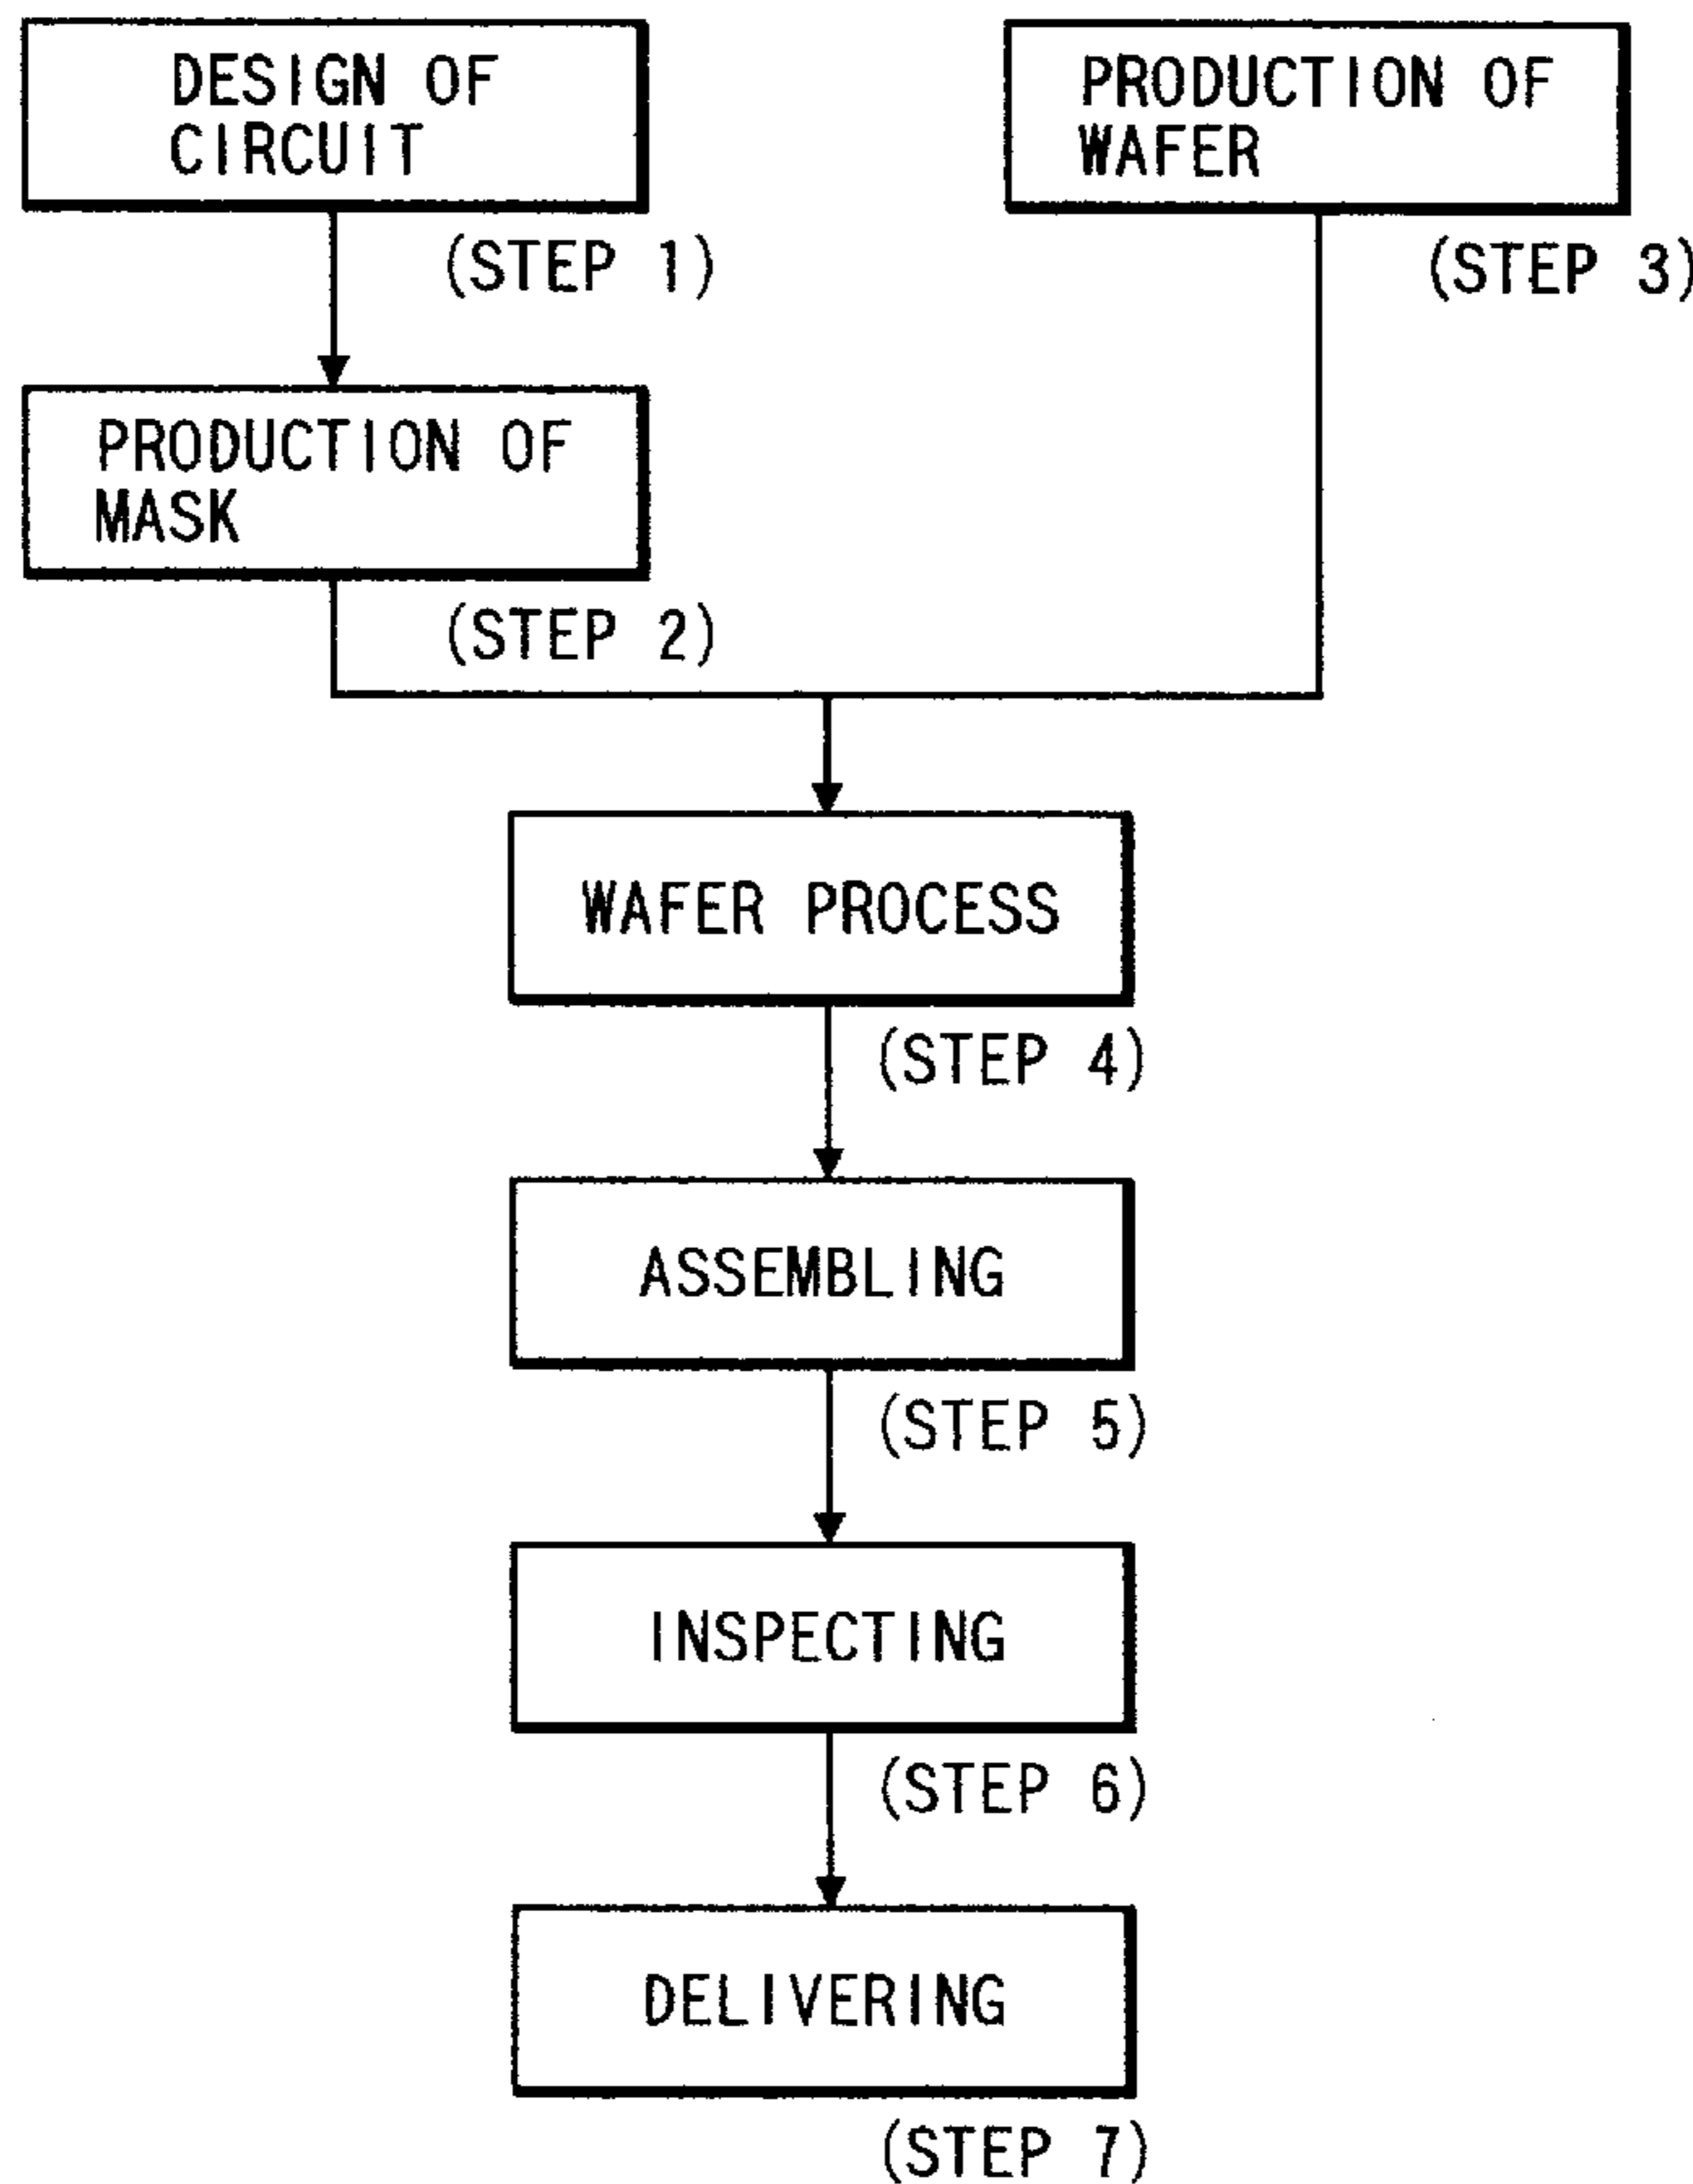 DESIGN OF
CIRCUIT
(STEP 1)
PRODUCTION OF
MASK
(STEP 2)
PRODUCTION OF
WAFER
(STEP 3)
WAFER PROCESS
(STEP 4)
ASSEMBLING
(STEP 5)
INSPECTING
(STEP 6)
DELIVERING
(STEP 7)